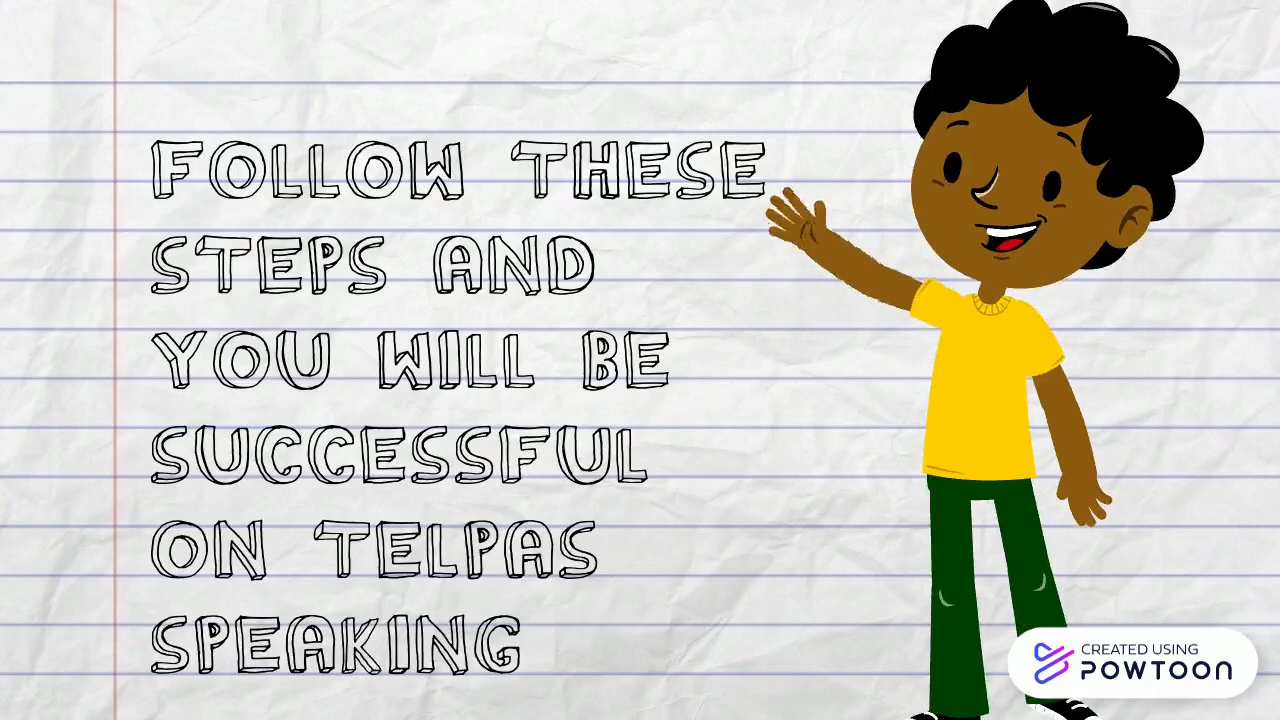 FOLLOW THESE
STEPS AND
YOU WILL BE
SUCCESSFUL
ON TELPAS
SPEAKING
CREATED USING
POWTOON